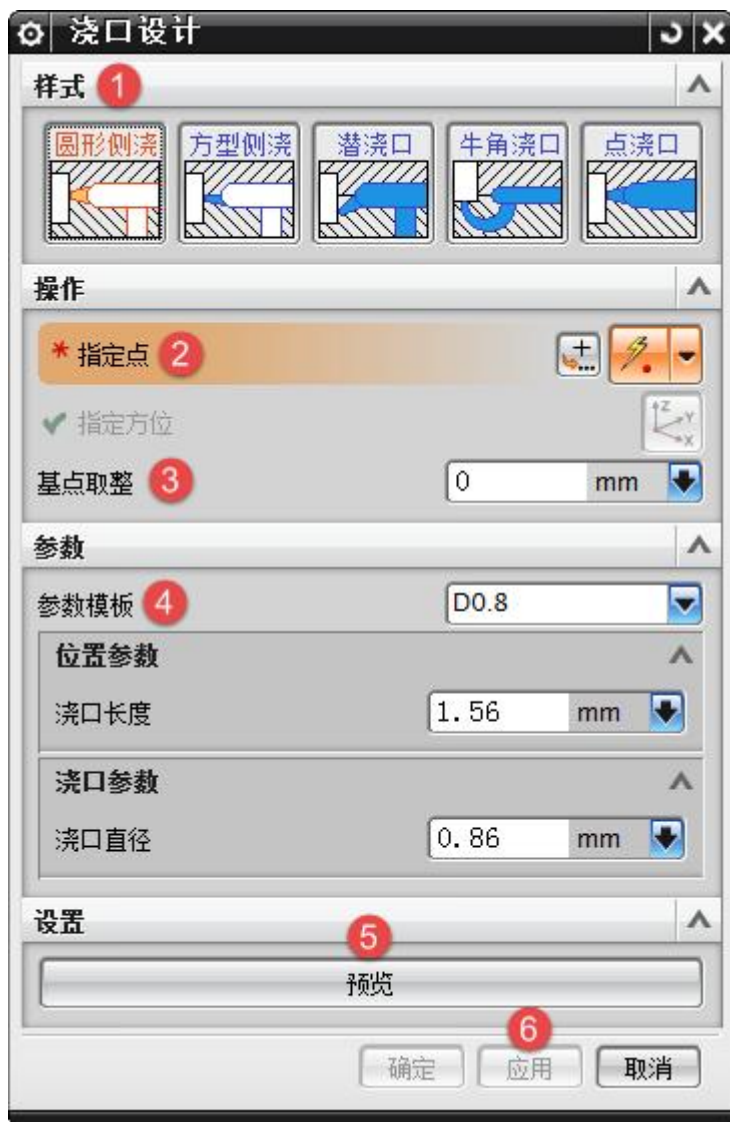 浇口设计
样式 1
圆形侧浇 方型侧浇 潜浇口 牛角浇口 点浇口
操作
* 指定点 2
指定方位
Z Y X
基点取整 3 0 mm
参数
参数模板 4 D0.8
位置参数
浇口长度 1.56 mm
浇口参数
浇口直径 0.86 mm
设置
5
预览
6
确定 应用 取消